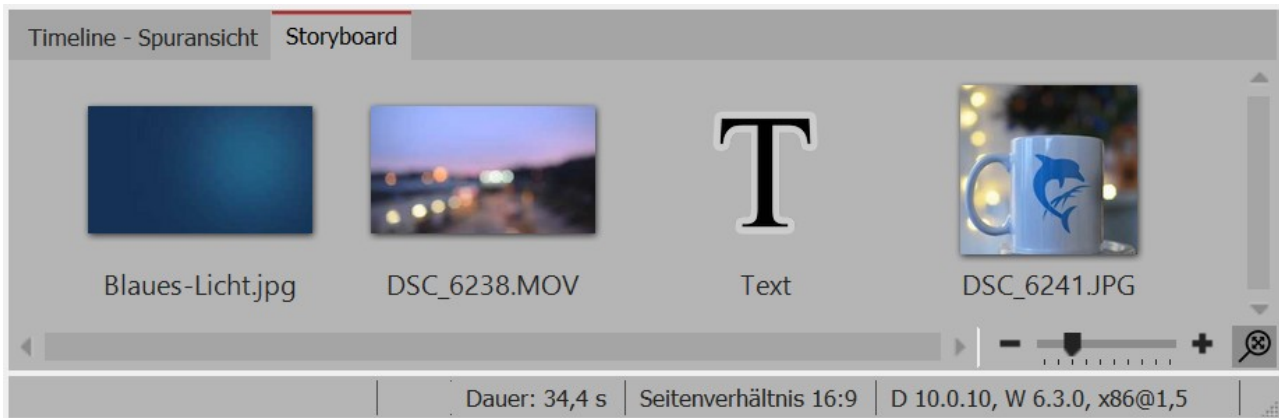 Timeline - Spuransicht Storyboard
T
Blaues-Licht.jpg DSC_6238.MOV Text DSC_6241.JPG
Dauer: 34,4 s Seitenverhältnis 16:9 D 10.0.10, W 6.3.0, x86@1,5